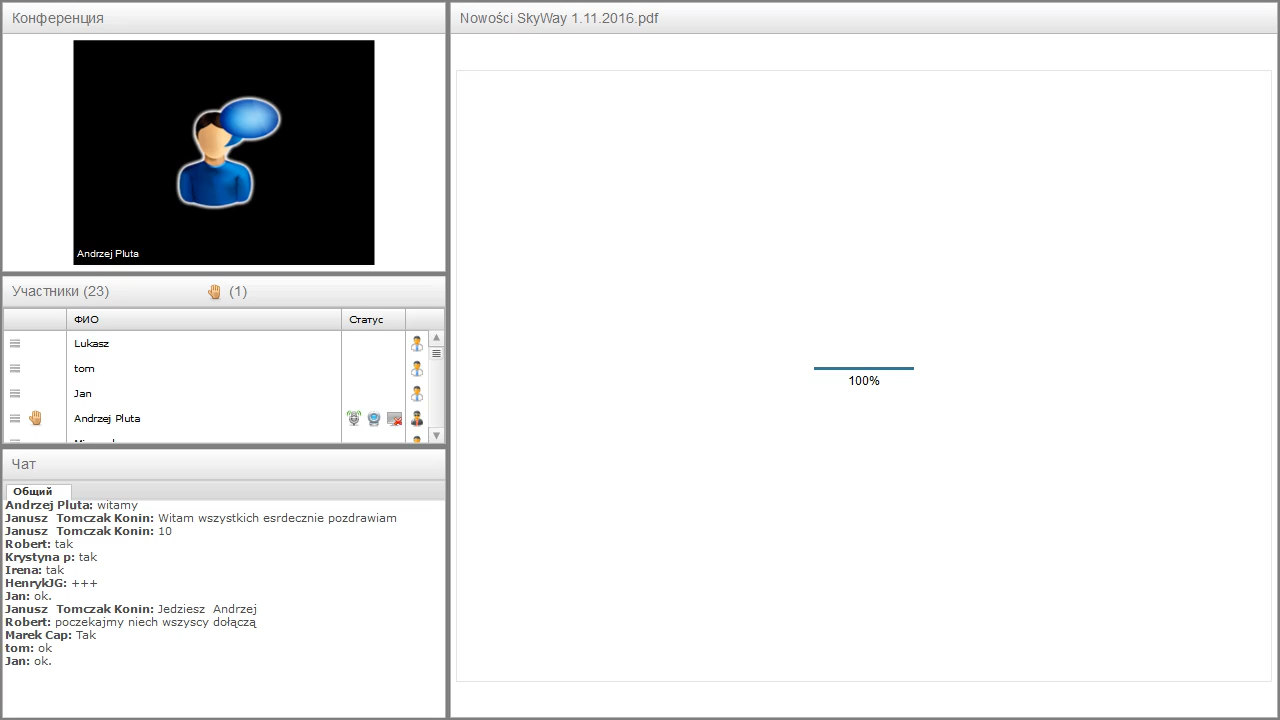 Конференция
Andrzej Pluta
Участники (23)
(1)
ФИО
Статус
Lukasz
tom
Jan
Andrzej Pluta
Чат
Общий
Andrzej Pluta: witamy
Janusz Tomczak Konin: Witam wszystkich esrdecznie pozdrawiam
Janusz Tomczak Konin: 10
Robert: tak
Krystyna p: tak
Irena: tak
HenrykJG: +++
Jan: ok.
Janusz Tomczak Konin: Jedziesz Andrzej
Robert: poczekajmy niech wszyscy dołączą
Marek Cap: Tak
tom: ok
Jan: ok.
Nowości SkyWay 1.11.2016.pdf
100%